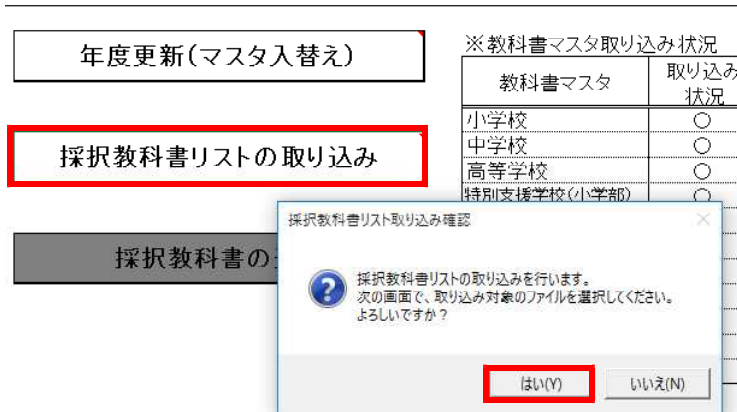 年度更新(マスタ入替え)
採択教科書リストの取り込み
採択教科書の
※教科書マスタ取り込み状況
教科書マスタ
取り込み
状況
小学校 ○
中学校 ○
高等学校 ○
特別支援学校(小学部) ○
採択教科書リスト取り込み確認
採択教科書リストの取り込みを行います。
次の画面で、取り込み対象のファイルを選択してください。
よろしいですか?
はい(Y)
いいえ(N)